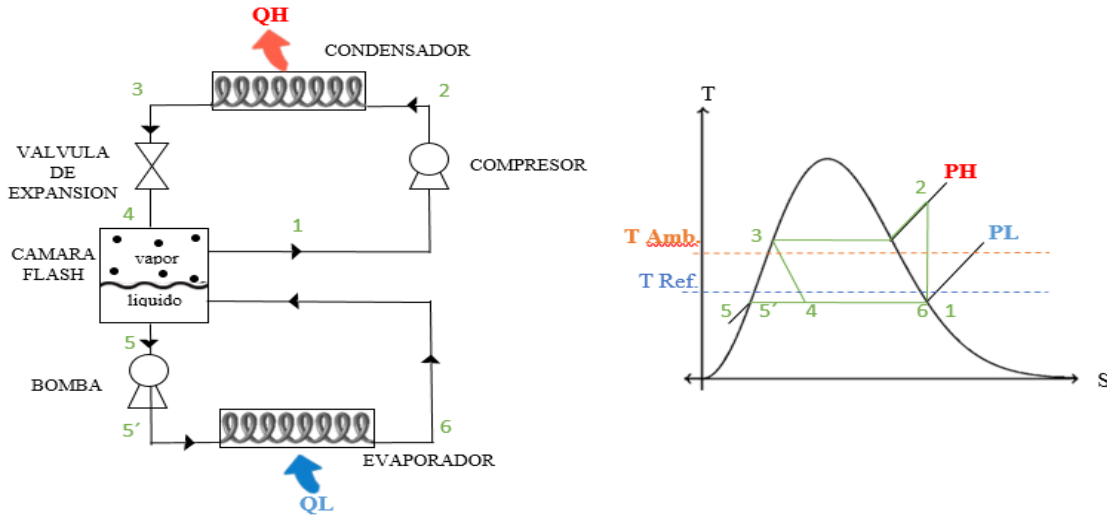 QH
CONDENSADOR
3
2
VALVULA
DE
EXPANSION
COMPRESOR
4
1
CAMARA
FLASH
vapor
liquido
5
BOMBA
5´
6
EVAPORADOR
QL
T
PH
2
T Amb.
3
PL
T Ref.
5
5´
4
6
1
S